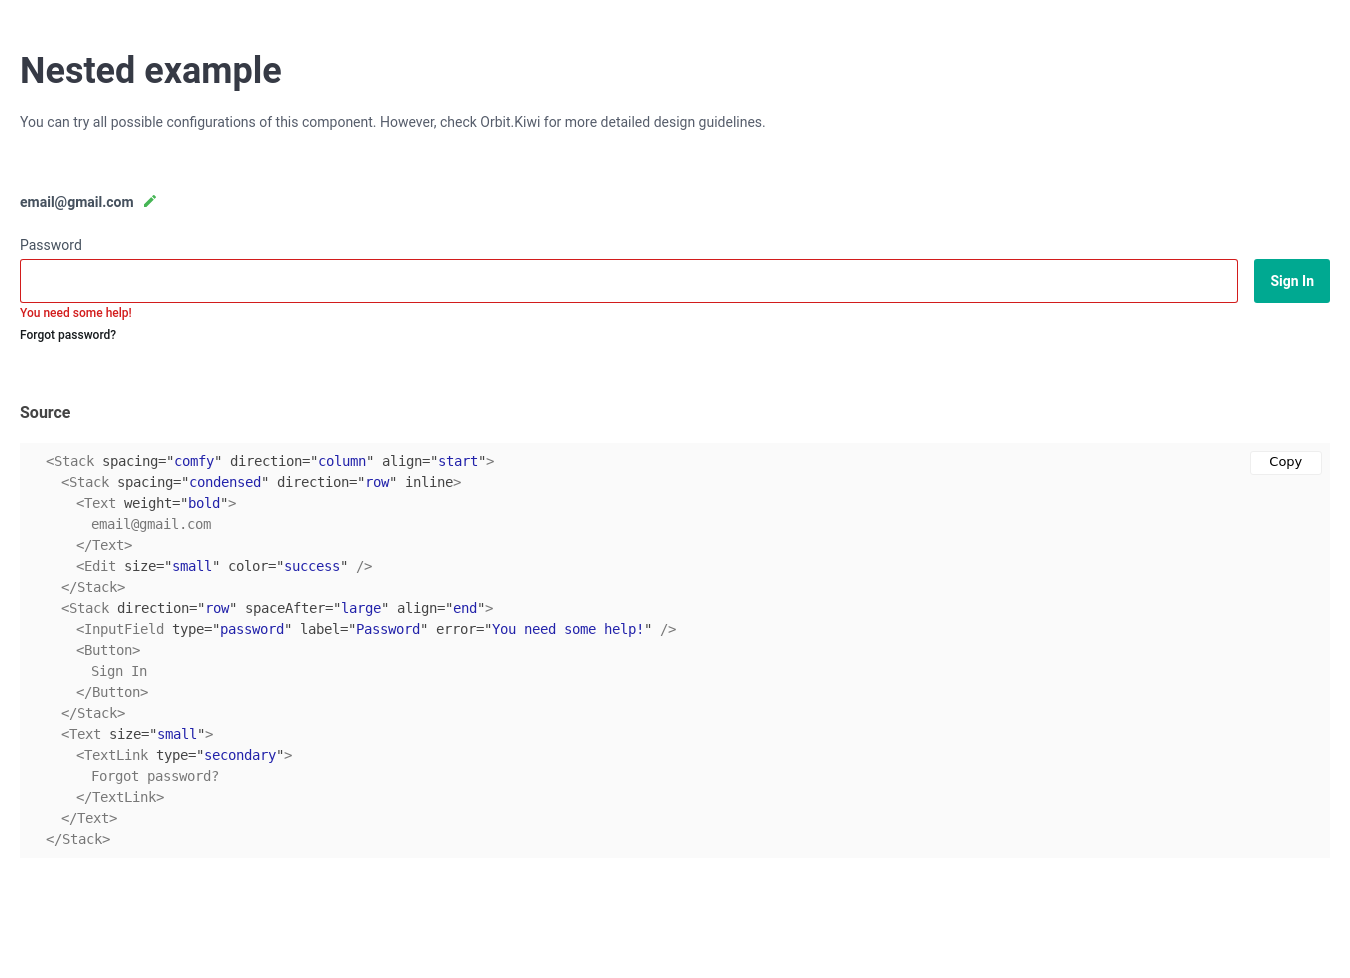 Nested example
You can try all possible configurations of this component. However, check Orbit.Kiwi for more detailed design guidelines.
email@gmail.com
Password
Sign In
You need some help!
Forgot password?
Source
Copy
<Stack spacing="comfy" direction="column" align="start">
  <Stack spacing="condensed" direction="row" inline>
    <Text weight="bold">
      email@gmail.com
    </Text>
    <Edit size="small" color="success" />
  </Stack>
  <Stack direction="row" spaceAfter="large" align="end">
    <InputField type="password" label="Password" error="You need some help!" />
    <Button>
      Sign In
    </Button>
  </Stack>
  <Text size="small">
    <TextLink type="secondary">
      Forgot password?
    </TextLink>
  </Text>
</Stack>